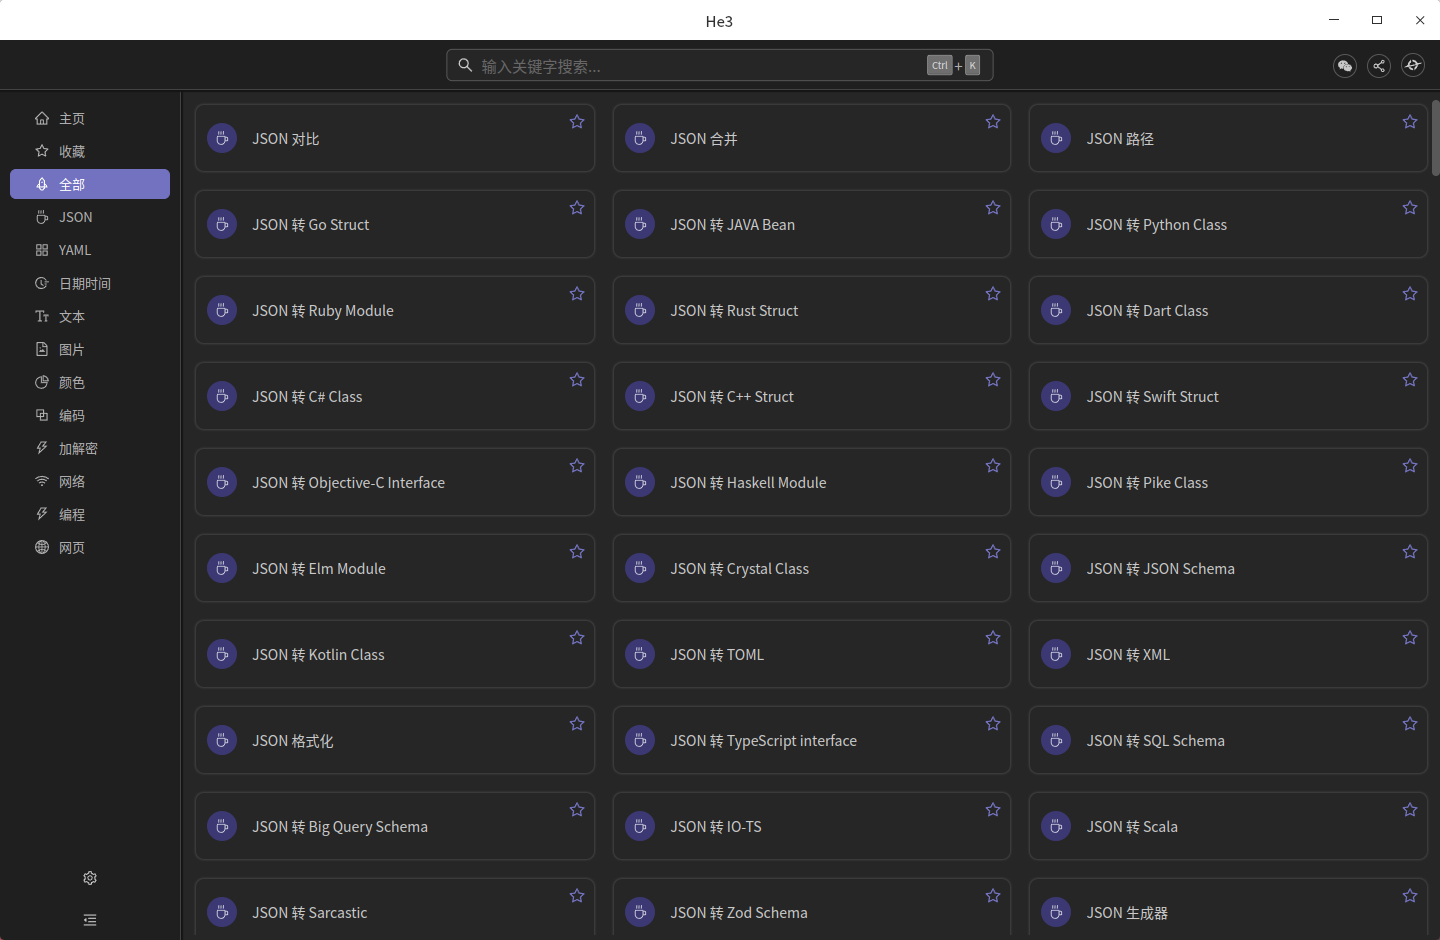 He3
输入关键字搜索...
Ctrl + K
主页
收藏
全部
JSON
YAML
日期时间
文本
图片
颜色
编码
加解密
网络
编程
网页
JSON 对比
JSON 合并
JSON 路径
JSON 转 Go Struct
JSON 转 JAVA Bean
JSON 转 Python Class
JSON 转 Ruby Module
JSON 转 Rust Struct
JSON 转 Dart Class
JSON 转 C# Class
JSON 转 C++ Struct
JSON 转 Swift Struct
JSON 转 Objective-C Interface
JSON 转 Haskell Module
JSON 转 Pike Class
JSON 转 Elm Module
JSON 转 Crystal Class
JSON 转 JSON Schema
JSON 转 Kotlin Class
JSON 转 TOML
JSON 转 XML
JSON 格式化
JSON 转 TypeScript interface
JSON 转 SQL Schema
JSON 转 Big Query Schema
JSON 转 IO-TS
JSON 转 Scala
JSON 转 Sarcastic
JSON 转 Zod Schema
JSON 生成器